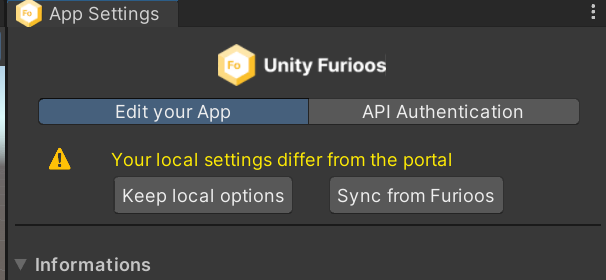 Fo App Settings
Fo Unity Furioos
Edit your App API Authentication
Your local settings differ from the portal
Keep local options Sync from Furioos
Informations